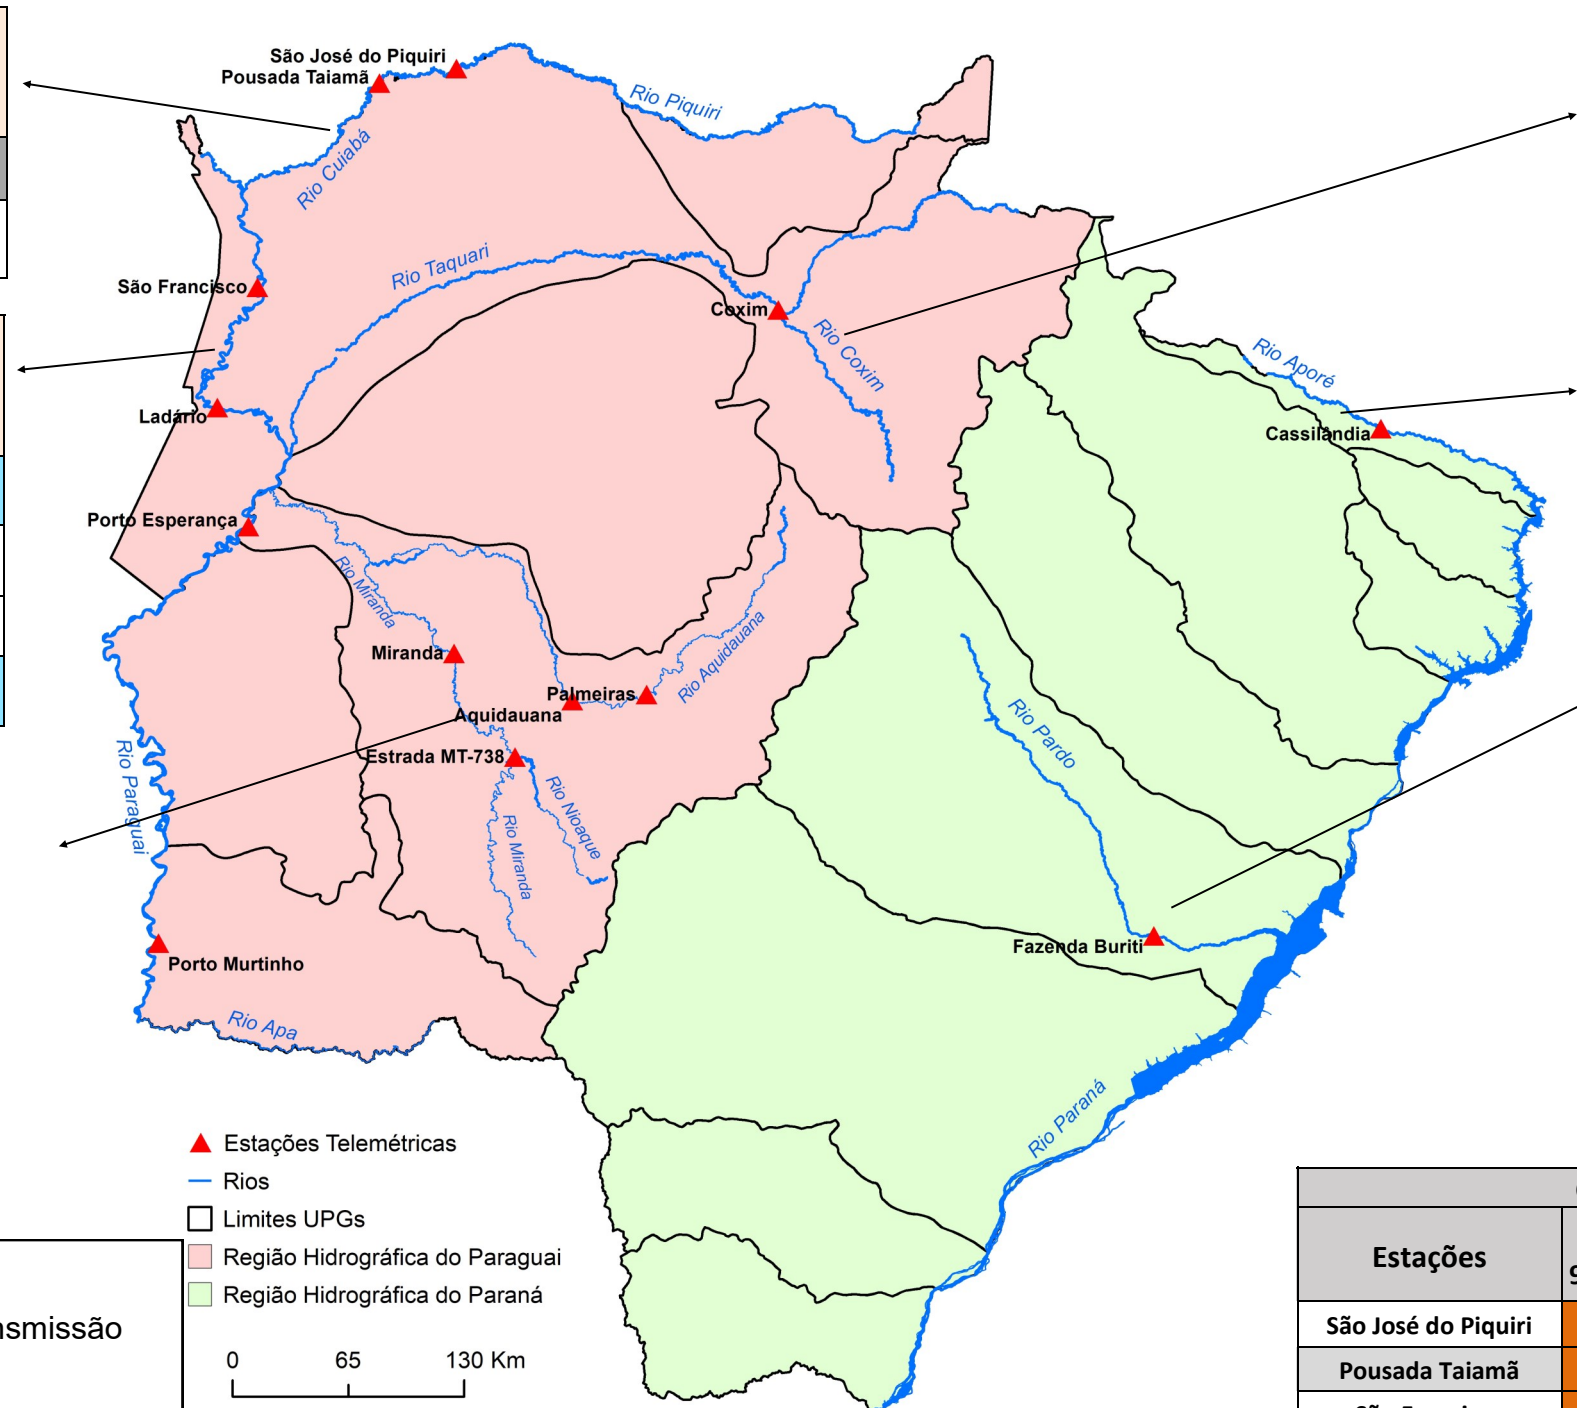 São José do Piquiri
Pousada Taiamã
Rio Piquiri
Rio Cuiabá
São Francisco
Rio Taquari
Coxim
Rio Coxim
Rio Aporé
Ladário
Cassilândia
Porto Esperança
Rio Miranda
Miranda
Rio Aquidauana
Palmeiras
Aquidauana
Estrada MT-738
Rio Pardo
Rio Paraguai
Rio Nioaque
Rio Miranda
Fazenda Buriti
Porto Murtinho
Rio Apa
Rio Paraná
Estações Telemétricas
Rios
Limites UPGs
Região Hidrográfica do Paraguai
Região Hidrográfica do Paraná
0 65 130 Km
nsmissão
Estações
9
São José do Piquiri
Pousada Taiamã